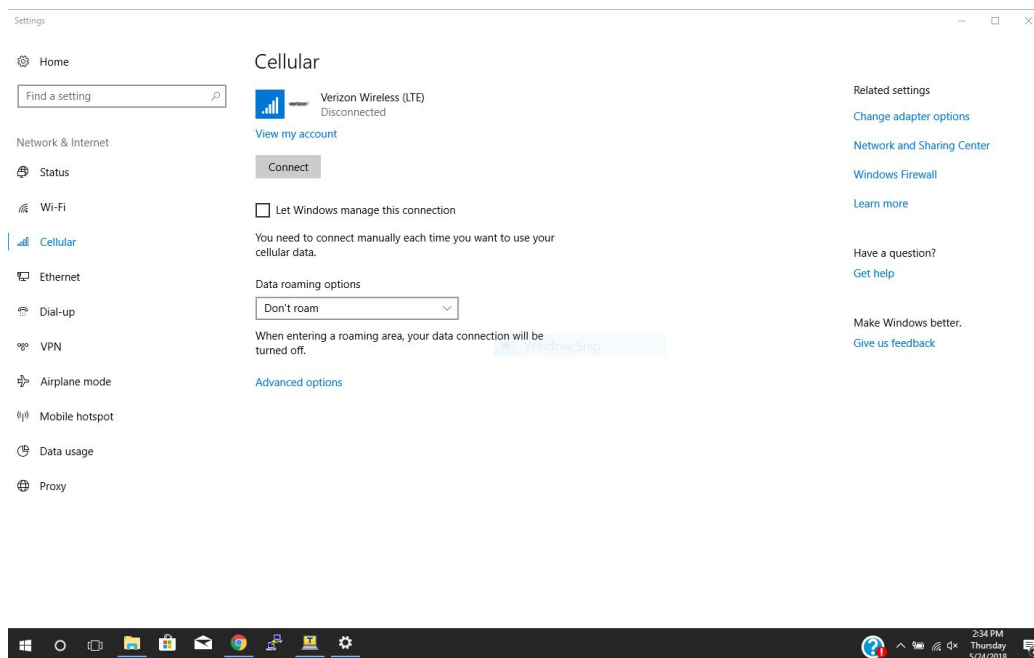 Settings
Home
Find a setting
Network & Internet
Status
Wi-Fi
Cellular
Ethernet
Dial-up
VPN
Airplane mode
Mobile hotspot
Data usage
Proxy
Cellular
verizon
Verizon Wireless (LTE)
Disconnected
View my account
Connect
Let Windows manage this connection
You need to connect manually each time you want to use your
cellular data.
Data roaming options
Don't roam
When entering a roaming area, your data connection will be
turned off.
Window Snip
Advanced options
Related settings
Change adapter options
Network and Sharing Center
Windows Firewall
Learn more
Have a question?
Get help
Make Windows better.
Give us feedback
2:34 PM
Thursday
5/24/2018